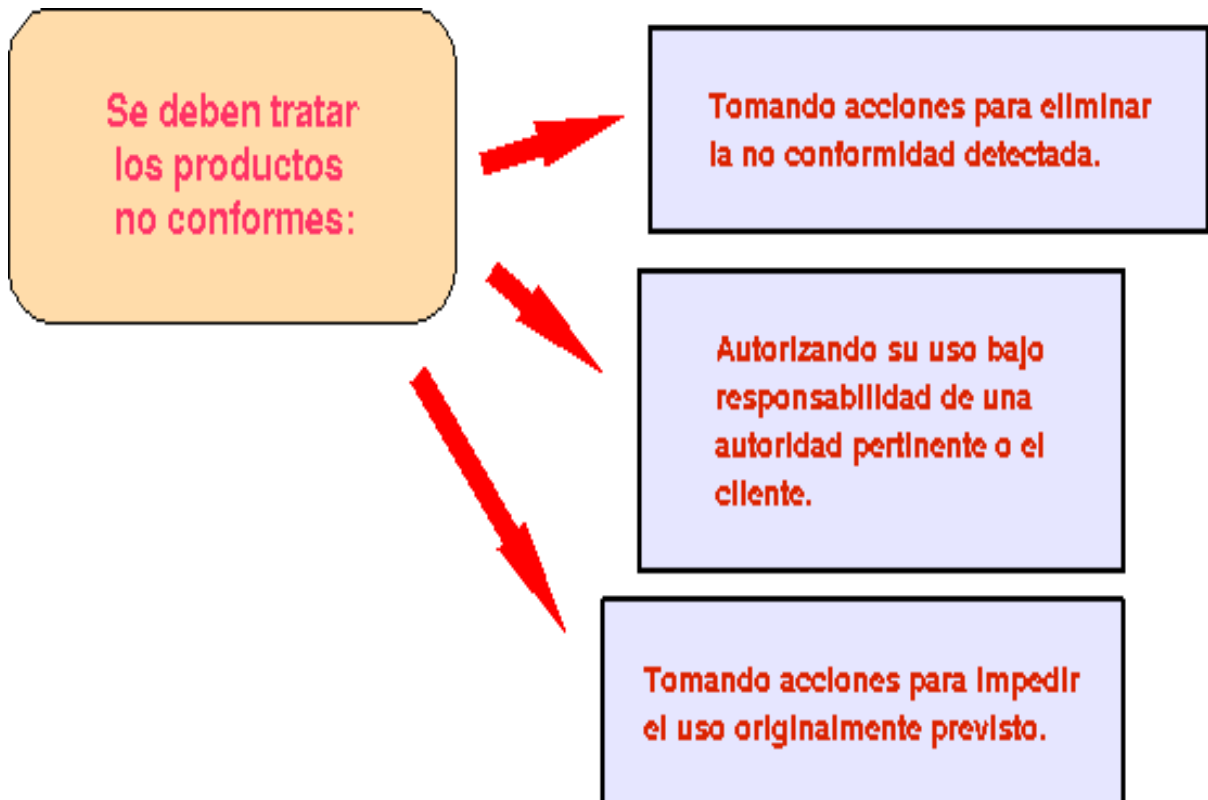 Se deben tratar
los productos
no conformes:
Tomando acciones para eliminar
la no conformidad detectada.
Autorizando su uso bajo
responsabilidad de una
autoridad pertinente o el
cliente.
Tomando acciones para impedir
el uso originalmente previsto.